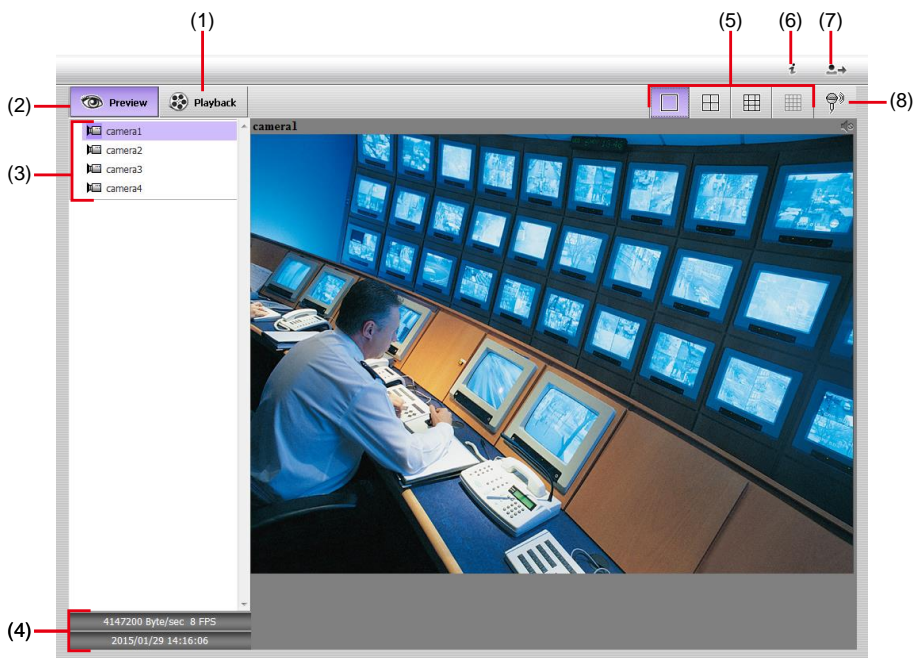 (1)
(5)
(6)
(7)
(2)
Preview
Playback
(8)
camera1
camera1
(3)
camera2
camera3
camera4
(4)
4147200 Byte/sec 8 FPS
2015/01/29 14:16:06